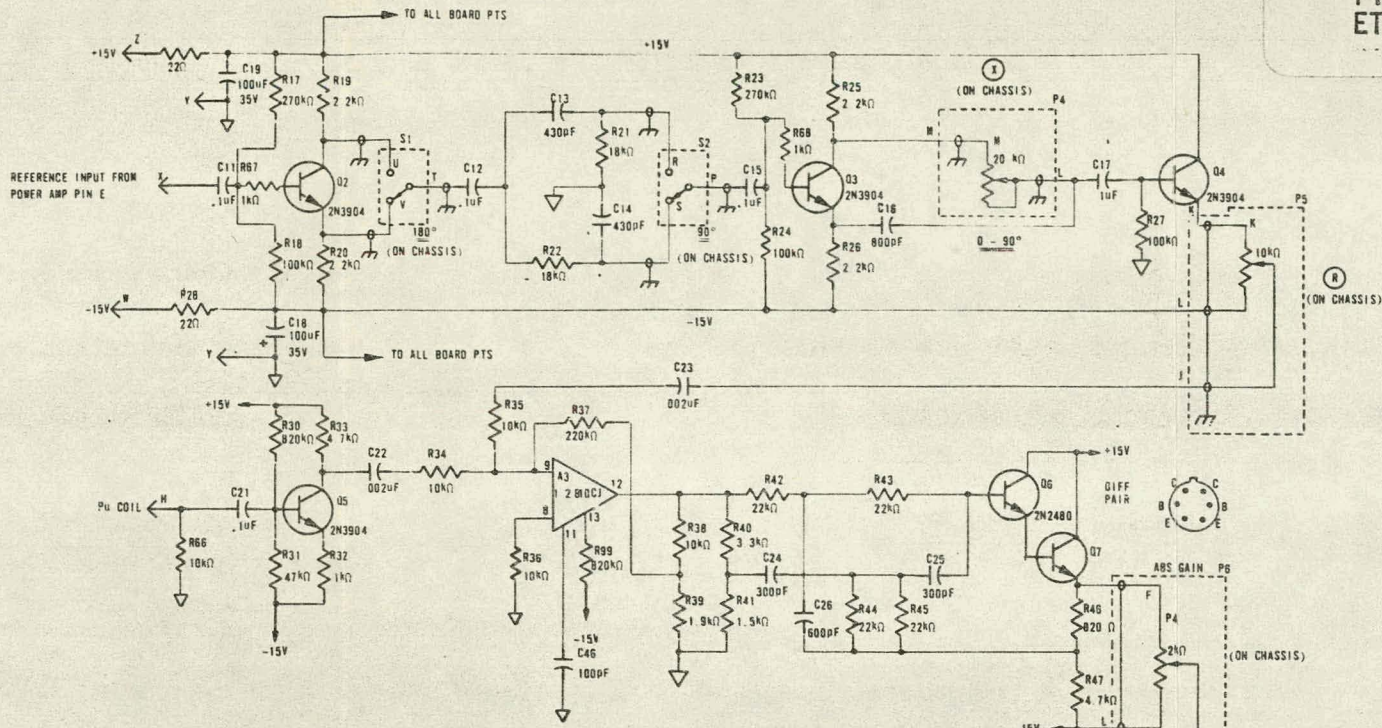 ET
TO ALL BOARD PTS
+15V
Z
22Ω
C19
100uF
35V
Y
R17
270kΩ
R19
2 2kΩ
+15V
R23
270kΩ
R25
2 2kΩ
X
(ON CHASSIS)
P4
REFERENCE INPUT FROM
POWER AMP PIN E
X
C11
.1uF
R67
1kΩ
Q2
2N3904
S1
U
T
V
180°
(ON CHASSIS)
C12
.1uF
C13
430pF
R21
18kΩ
C14
430pF
R22
18kΩ
S2
R
P
S
90°
(ON CHASSIS)
C15
.1uF
R68
1kΩ
R24
100kΩ
Q3
2N3904
C16
800pF
R26
2 2kΩ
M
M
20 kΩ
L
0 - 90°
C17
.1uF
R27
100kΩ
Q4
2N3904
K
P5
K
10kΩ
R
(ON CHASSIS)
L
J
R18
100kΩ
R20
2 2kΩ
-15V
W
R28
22Ω
-15V
C18
+
100uF
35V
Y
TO ALL BOARD PTS
C23
002uF
+15V
R30
820kΩ
R33
4.7kΩ
C22
002uF
R34
10kΩ
R35
10kΩ
R37
220kΩ
Pu COIL
H
C21
.1uF
R66
10kΩ
Q5
2N3904
R31
47kΩ
R32
1kΩ
-15V
9
A3
12
8
11
13
R36
10kΩ
R99
820kΩ
-15V
C46
100pF
R38
10kΩ
R39
1.9kΩ
R40
3.3kΩ
R41
1.5kΩ
R42
22kΩ
R43
22kΩ
C24
300pF
C25
300pF
C26
600pF
R44
22kΩ
R45
22kΩ
+15V
Q6
2N2480
DIFF
PAIR
C
C
B
B
E
E
Q7
ABS GAIN
P6
F
P4
2kΩ
(ON CHASSIS)
R46
820 Ω
R47
4.7kΩ
L